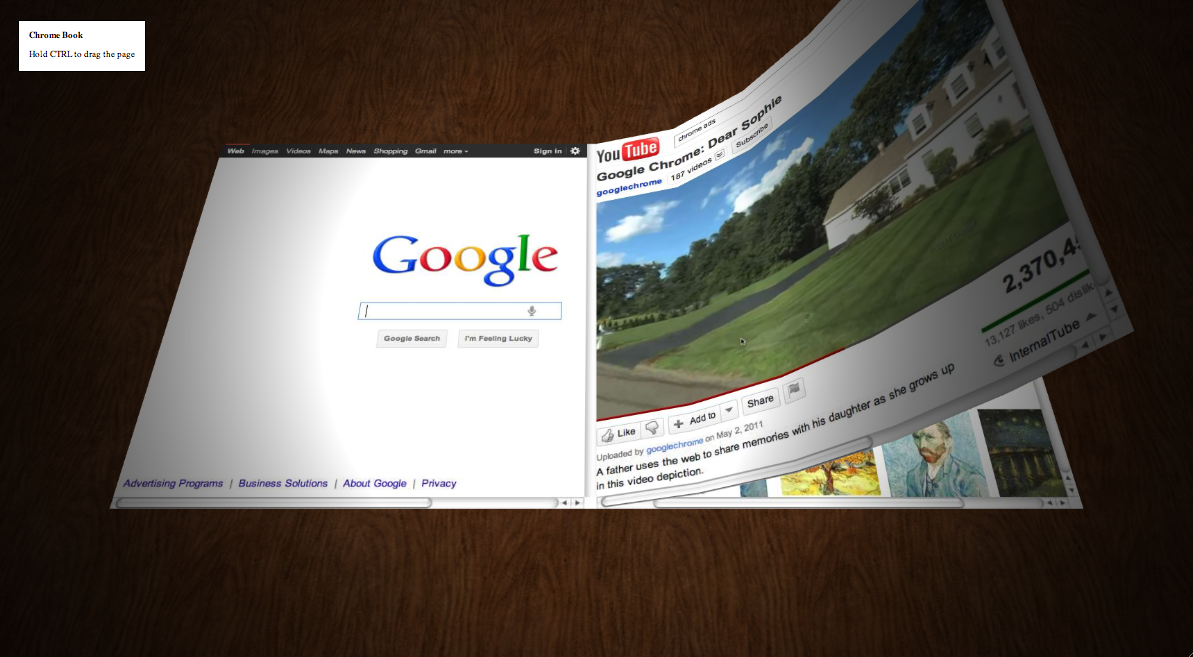 Chrome Book
Hold CTRL to drag the page
Web Images Videos Maps News Shopping Gmail more
Sign in
Google
Google Search
I'm Feeling Lucky
Advertising Programs | Business Solutions | About Google | Privacy
YouTube
chrome ads
Google Chrome: Dear Sophie
googlechrome
187 videos
Subscribe
2,370,4
13,127 likes, 504 dislik
InternalTube
Like
Add to
Share
Uploaded by googlechrome on May 2, 2011
A father uses the web to share memories with his daughter as she grows up
in this video depiction.